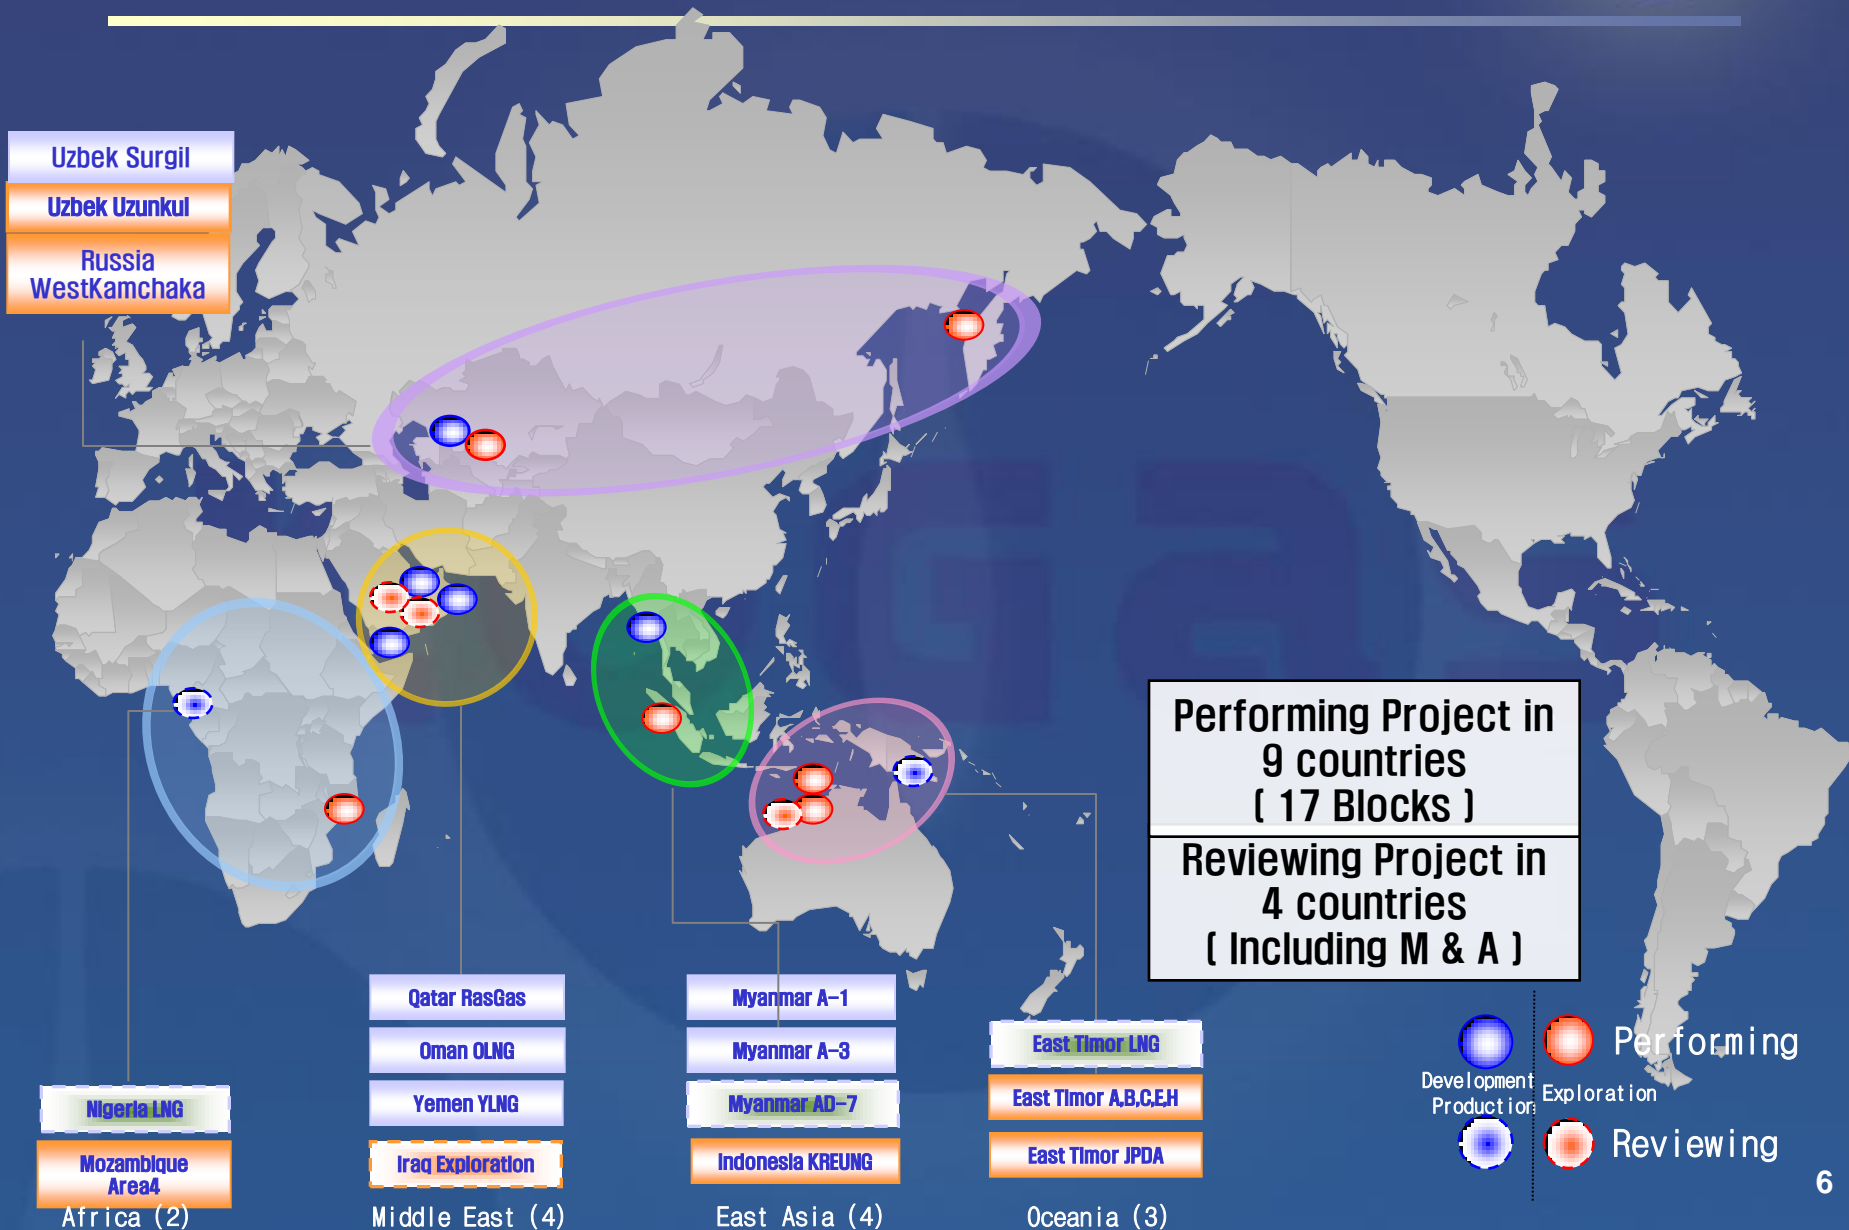 Uzbek Surgil
Uzbek Uzunkul
Russia
WestKamchaka
Performing Project in
9 countries
( 17 Blocks )
Reviewing Project in
4 countries
( Including M & A )
Nigeria LNG
Mozambique
Area4
Africa (2)
Qatar RasGas
Oman OLNG
Yemen YLNG
Iraq Exploration
Middle East (4)
Myanmar A-1
Myanmar A-3
Myanmar AD-7
Indonesia KREUNG
East Asia (4)
East Timor LNG
East Timor A,B,C,E,H
East Timor JPDA
Oceania (3)
Performing
Development
Production
Exploration
Reviewing
6